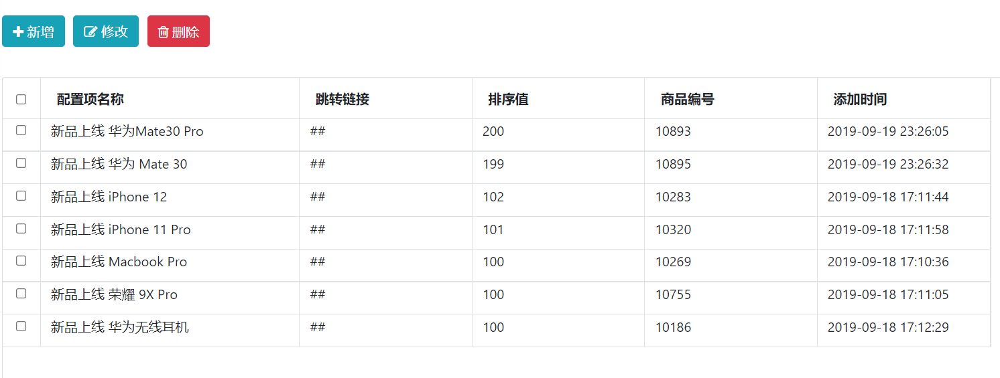 新增 修改 删除
配置项名称 跳转链接 排序值 商品编号 添加时间
新品上线 华为Mate30 Pro ## 200 10893 2019-09-19 23:26:05
新品上线 华为 Mate 30 ## 199 10895 2019-09-19 23:26:32
新品上线 iPhone 12 ## 102 10283 2019-09-18 17:11:44
新品上线 iPhone 11 Pro ## 101 10320 2019-09-18 17:11:58
新品上线 Macbook Pro ## 100 10269 2019-09-18 17:10:36
新品上线 荣耀 9X Pro ## 100 10755 2019-09-18 17:11:05
新品上线 华为无线耳机 ## 100 10186 2019-09-18 17:12:29